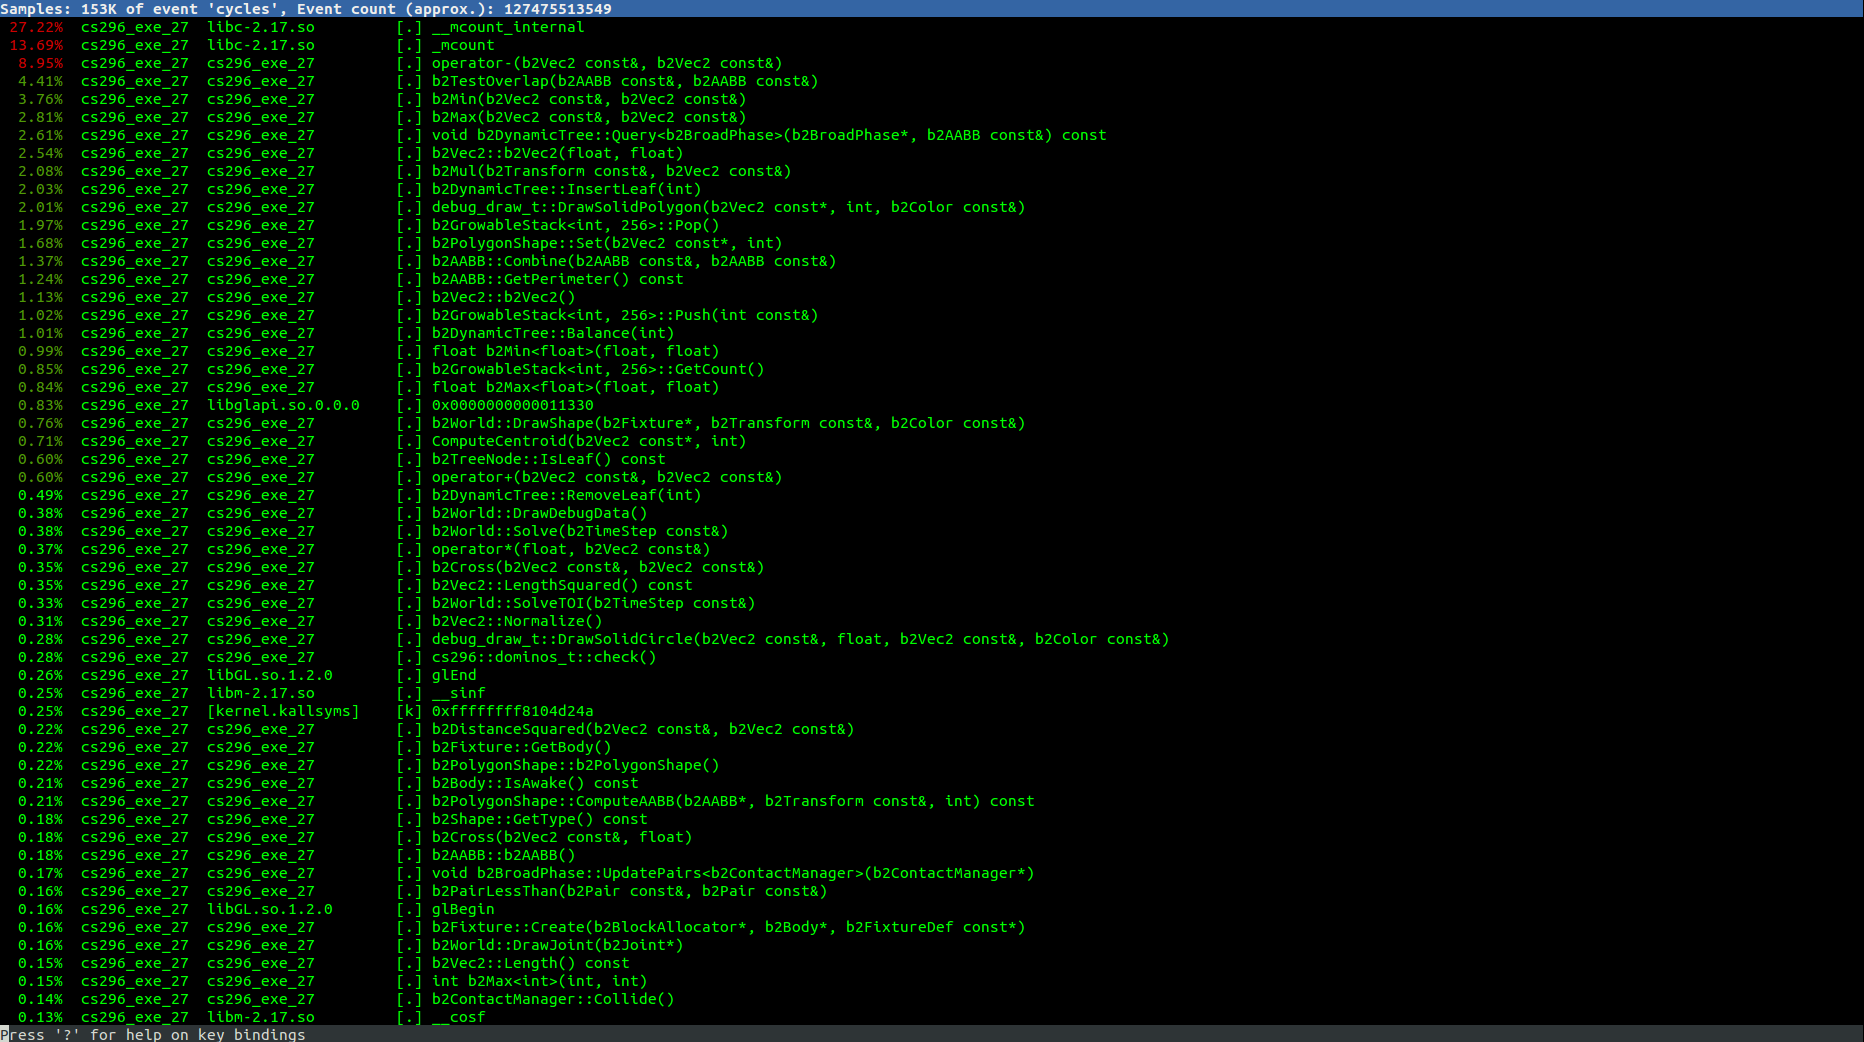 Samples: 153K of event 'cycles', Event count (approx.): 127475513549
27.22% cs296_exe_27 libc-2.17.so [.] __mcount_internal
13.69% cs296_exe_27 libc-2.17.so [.] _mcount
8.95% cs296_exe_27 cs296_exe_27 [.] operator-(b2Vec2 const&, b2Vec2 const&)
4.41% cs296_exe_27 cs296_exe_27 [.] b2TestOverlap(b2AABB const&, b2AABB const&)
3.76% cs296_exe_27 cs296_exe_27 [.] b2Min(b2Vec2 const&, b2Vec2 const&)
2.81% cs296_exe_27 cs296_exe_27 [.] b2Max(b2Vec2 const&, b2Vec2 const&)
2.61% cs296_exe_27 cs296_exe_27 [.] void b2DynamicTree::Query<b2BroadPhase>(b2BroadPhase*, b2AABB const&) const
2.54% cs296_exe_27 cs296_exe_27 [.] b2Vec2::b2Vec2(float, float)
2.08% cs296_exe_27 cs296_exe_27 [.] b2Mul(b2Transform const&, b2Vec2 const&)
2.03% cs296_exe_27 cs296_exe_27 [.] b2DynamicTree::InsertLeaf(int)
2.01% cs296_exe_27 cs296_exe_27 [.] debug_draw_t::DrawSolidPolygon(b2Vec2 const*, int, b2Color const&)
1.97% cs296_exe_27 cs296_exe_27 [.] b2GrowableStack<int, 256>::Pop()
1.68% cs296_exe_27 cs296_exe_27 [.] b2PolygonShape::Set(b2Vec2 const*, int)
1.37% cs296_exe_27 cs296_exe_27 [.] b2AABB::Combine(b2AABB const&, b2AABB const&)
1.24% cs296_exe_27 cs296_exe_27 [.] b2AABB::GetPerimeter() const
1.13% cs296_exe_27 cs296_exe_27 [.] b2Vec2::b2Vec2()
1.02% cs296_exe_27 cs296_exe_27 [.] b2GrowableStack<int, 256>::Push(int const&)
1.01% cs296_exe_27 cs296_exe_27 [.] b2DynamicTree::Balance(int)
0.99% cs296_exe_27 cs296_exe_27 [.] float b2Min<float>(float, float)
0.85% cs296_exe_27 cs296_exe_27 [.] b2GrowableStack<int, 256>::GetCount()
0.84% cs296_exe_27 cs296_exe_27 [.] float b2Max<float>(float, float)
0.83% cs296_exe_27 libglapi.so.0.0.0 [.] 0x0000000000011330
0.76% cs296_exe_27 cs296_exe_27 [.] b2World::DrawShape(b2Fixture*, b2Transform const&, b2Color const&)
0.71% cs296_exe_27 cs296_exe_27 [.] ComputeCentroid(b2Vec2 const*, int)
0.60% cs296_exe_27 cs296_exe_27 [.] b2TreeNode::IsLeaf() const
0.60% cs296_exe_27 cs296_exe_27 [.] operator+(b2Vec2 const&, b2Vec2 const&)
0.49% cs296_exe_27 cs296_exe_27 [.] b2DynamicTree::RemoveLeaf(int)
0.38% cs296_exe_27 cs296_exe_27 [.] b2World::DrawDebugData()
0.38% cs296_exe_27 cs296_exe_27 [.] b2World::Solve(b2TimeStep const&)
0.37% cs296_exe_27 cs296_exe_27 [.] operator*(float, b2Vec2 const&)
0.35% cs296_exe_27 cs296_exe_27 [.] b2Cross(b2Vec2 const&, b2Vec2 const&)
0.35% cs296_exe_27 cs296_exe_27 [.] b2Vec2::LengthSquared() const
0.33% cs296_exe_27 cs296_exe_27 [.] b2World::SolveTOI(b2TimeStep const&)
0.31% cs296_exe_27 cs296_exe_27 [.] b2Vec2::Normalize()
0.28% cs296_exe_27 cs296_exe_27 [.] debug_draw_t::DrawSolidCircle(b2Vec2 const&, float, b2Vec2 const&, b2Color const&)
0.28% cs296_exe_27 cs296_exe_27 [.] cs296::dominos_t::check()
0.26% cs296_exe_27 libGL.so.1.2.0 [.] glEnd
0.25% cs296_exe_27 libm-2.17.so [.] __sinf
0.25% cs296_exe_27 [kernel.kallsyms] [k] 0xffffffff8104d24a
0.22% cs296_exe_27 cs296_exe_27 [.] b2DistanceSquared(b2Vec2 const&, b2Vec2 const&)
0.22% cs296_exe_27 cs296_exe_27 [.] b2Fixture::GetBody()
0.22% cs296_exe_27 cs296_exe_27 [.] b2PolygonShape::b2PolygonShape()
0.21% cs296_exe_27 cs296_exe_27 [.] b2Body::IsAwake() const
0.21% cs296_exe_27 cs296_exe_27 [.] b2PolygonShape::ComputeAABB(b2AABB*, b2Transform const&, int) const
0.18% cs296_exe_27 cs296_exe_27 [.] b2Shape::GetType() const
0.18% cs296_exe_27 cs296_exe_27 [.] b2Cross(b2Vec2 const&, float)
0.18% cs296_exe_27 cs296_exe_27 [.] b2AABB::b2AABB()
0.17% cs296_exe_27 cs296_exe_27 [.] void b2BroadPhase::UpdatePairs<b2ContactManager>(b2ContactManager*)
0.16% cs296_exe_27 cs296_exe_27 [.] b2PairLessThan(b2Pair const&, b2Pair const&)
0.16% cs296_exe_27 libGL.so.1.2.0 [.] glBegin
0.16% cs296_exe_27 cs296_exe_27 [.] b2Fixture::Create(b2BlockAllocator*, b2Body*, b2FixtureDef const*)
0.16% cs296_exe_27 cs296_exe_27 [.] b2World::DrawJoint(b2Joint*)
0.15% cs296_exe_27 cs296_exe_27 [.] b2Vec2::Length() const
0.15% cs296_exe_27 cs296_exe_27 [.] int b2Max<int>(int, int)
0.14% cs296_exe_27 cs296_exe_27 [.] b2ContactManager::Collide()
0.13% cs296_exe_27 libm-2.17.so [.] __cosf
Press '?' for help on key bindings